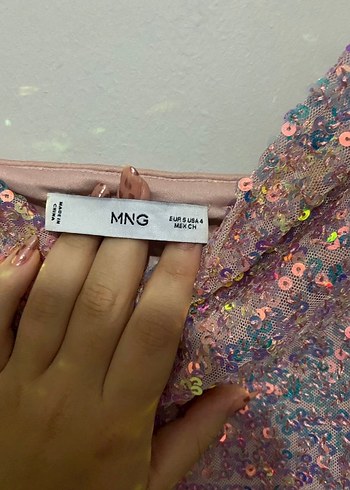 MADE IN
CHINA
MNG
EUR S USA 4
MEX CH